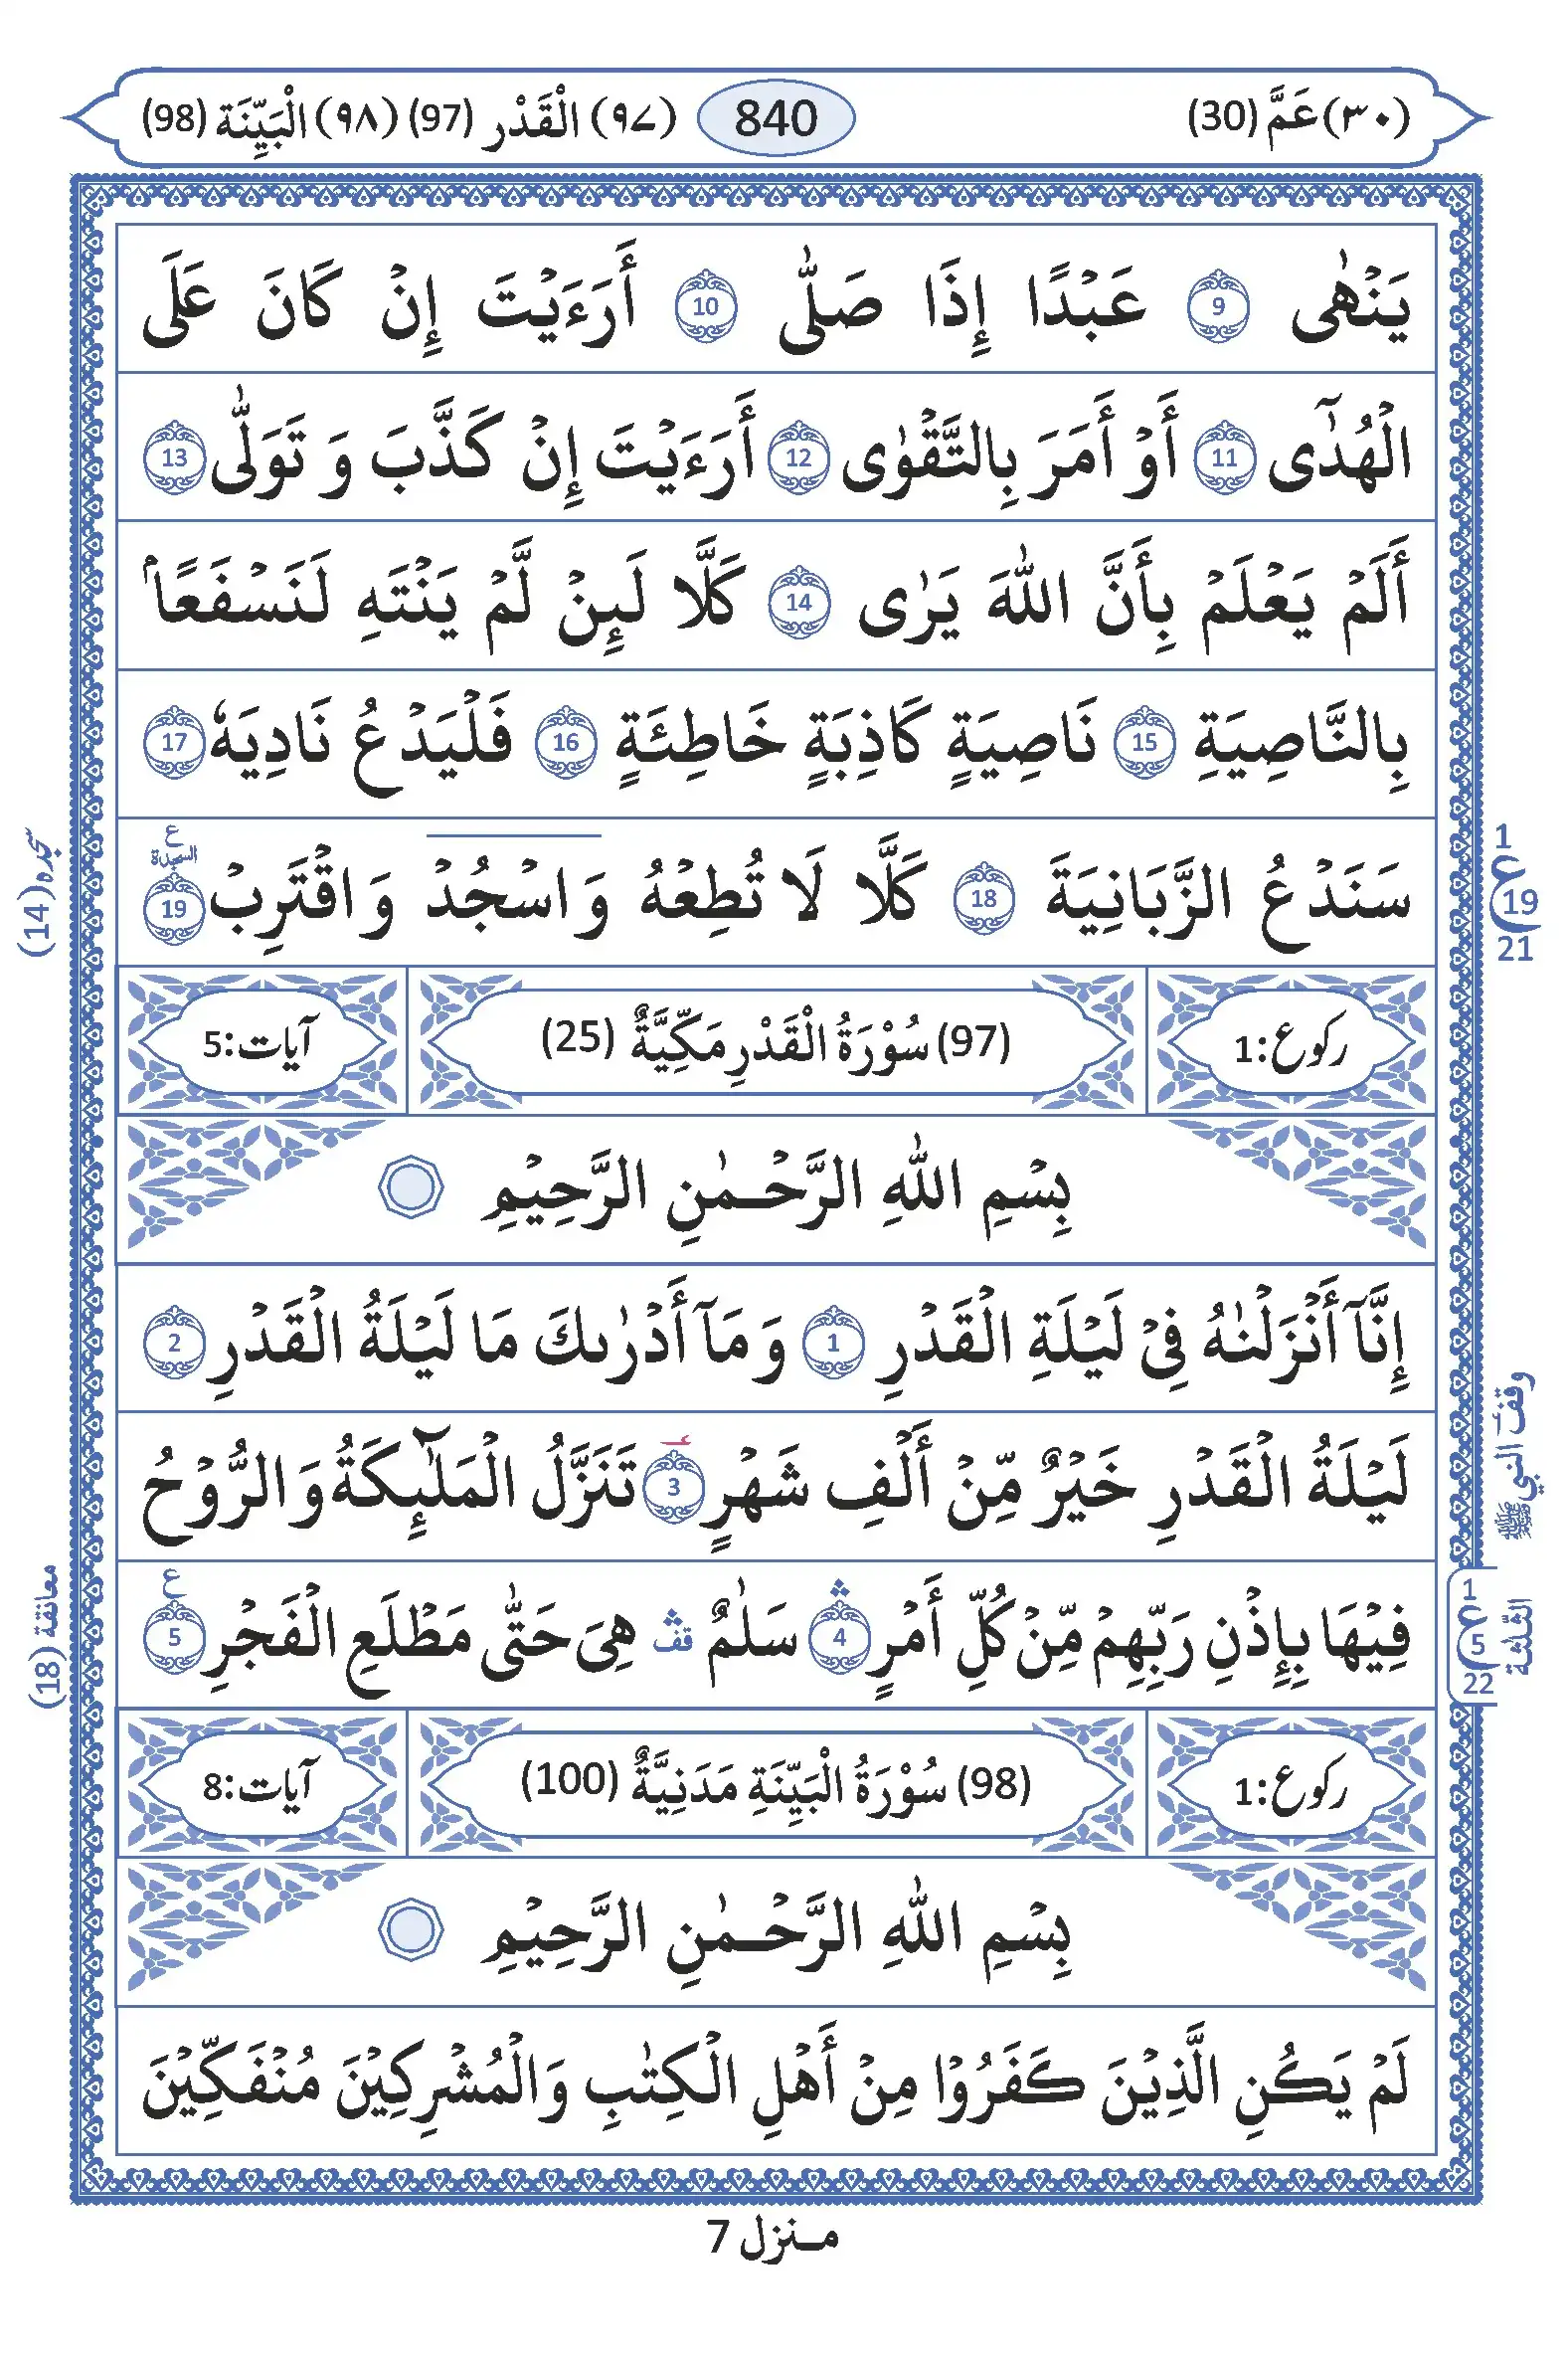 (٣٠) عَمَّ (30) 840 (٩٧) الْقَدْر (97) (٩٨) الْبَيِّنَة (98)
يَنْهٰى 9 عَبْدًا إِذَا صَلّٰى 10 أَرَءَيْتَ إِنْ كَانَ عَلَى
الْهُدٰٓى 11 أَوْ أَمَرَ بِالتَّقْوٰى 12 أَرَءَيْتَ إِنْ كَذَّبَ وَ تَوَلّٰى 13
أَلَمْ يَعْلَمْ بِأَنَّ اللّٰهَ يَرٰى 14 كَلَّا لَئِنْ لَّمْ يَنْتَهِ لَنَسْفَعًاۢ
بِالنَّاصِيَةِ 15 نَاصِيَةٍ كَاذِبَةٍ خَاطِئَةٍ 16 فَلْيَدْعُ نَادِيَهٗ 17
سَنَدْعُ الزَّبَانِيَةَ 18 كَلَّا لَا تُطِعْهُ وَاسْجُدْ وَاقْتَرِبْ 19 ع السجدة
سجدہ (14)
1 ع 19 21
رکوع:1 (97) سُوْرَةُ الْقَدْرِ مَكِّيَّةٌ (25) آیات:5
بِسْمِ اللّٰهِ الرَّحْمٰنِ الرَّحِيْمِ
إِنَّآ أَنْزَلْنٰهُ فِيْ لَيْلَةِ الْقَدْرِ 1 وَ مَآ أَدْرٰىكَ مَا لَيْلَةُ الْقَدْرِ 2
لَيْلَةُ الْقَدْرِ خَيْرٌ مِّنْ أَلْفِ شَهْرٍ 3 تَنَزَّلُ الْمَلٰٓئِكَةُ وَ الرُّوْحُ
وقف النبي ﷺ
فِيْهَا بِإِذْنِ رَبِّهِمْ مِّنْ كُلِّ أَمْرٍ ۛ 4 سَلٰمٌ ۛ قف هِيَ حَتّٰى مَطْلَعِ الْفَجْرِ 5 ع
معانقة (18)
1 ع 5 22 الثلثة
رکوع:1 (98) سُوْرَةُ الْبَيِّنَةِ مَدَنِيَّةٌ (100) آیات:8
بِسْمِ اللّٰهِ الرَّحْمٰنِ الرَّحِيْمِ
لَمْ يَكُنِ الَّذِيْنَ كَفَرُوْا مِنْ أَهْلِ الْكِتٰبِ وَالْمُشْرِكِيْنَ مُنْفَكِّيْنَ
منزل 7